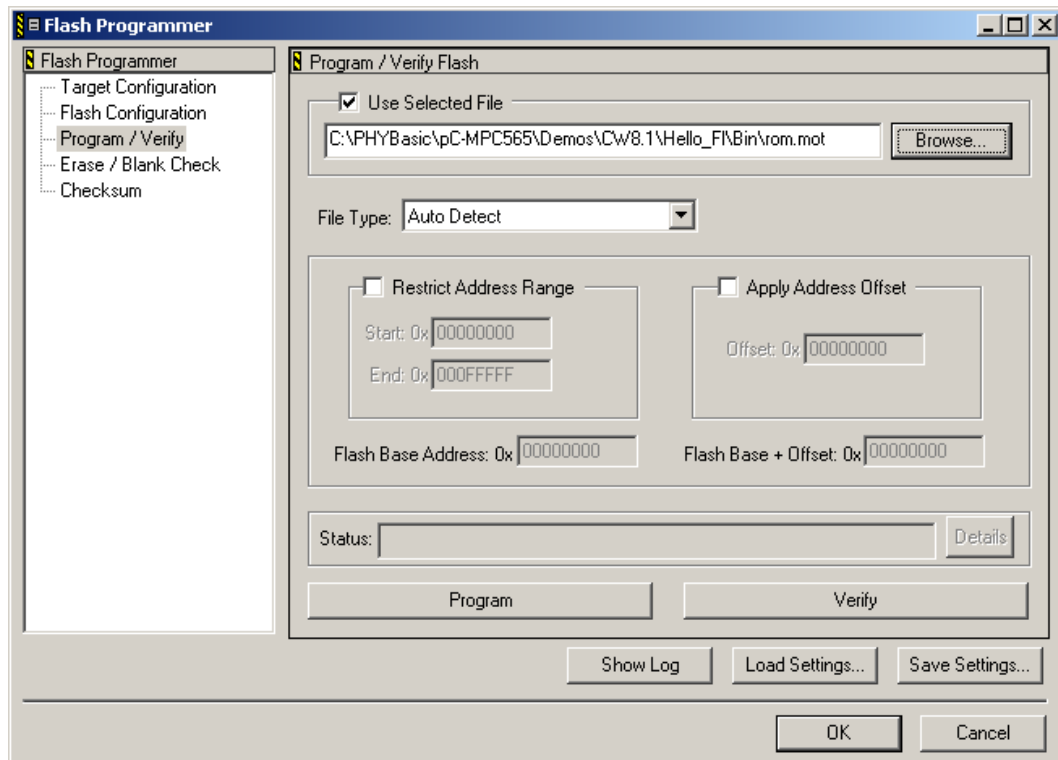 Flash Programmer
Flash Programmer
Target Configuration
Flash Configuration
Program / Verify
Erase / Blank Check
Checksum
Program / Verify Flash
Use Selected File
C:\PHYBasic\pC-MPC565\Demos\CW8.1\Hello_Fl\Bin\rom.mot
Browse...
File Type: Auto Detect
Restrict Address Range
Start: 0x 00000000
End: 0x 000FFFFF
Apply Address Offset
Offset: 0x 00000000
Flash Base Address: 0x 00000000
Flash Base + Offset: 0x 00000000
Status:
Details
Program
Verify
Show Log
Load Settings...
Save Settings...
OK
Cancel